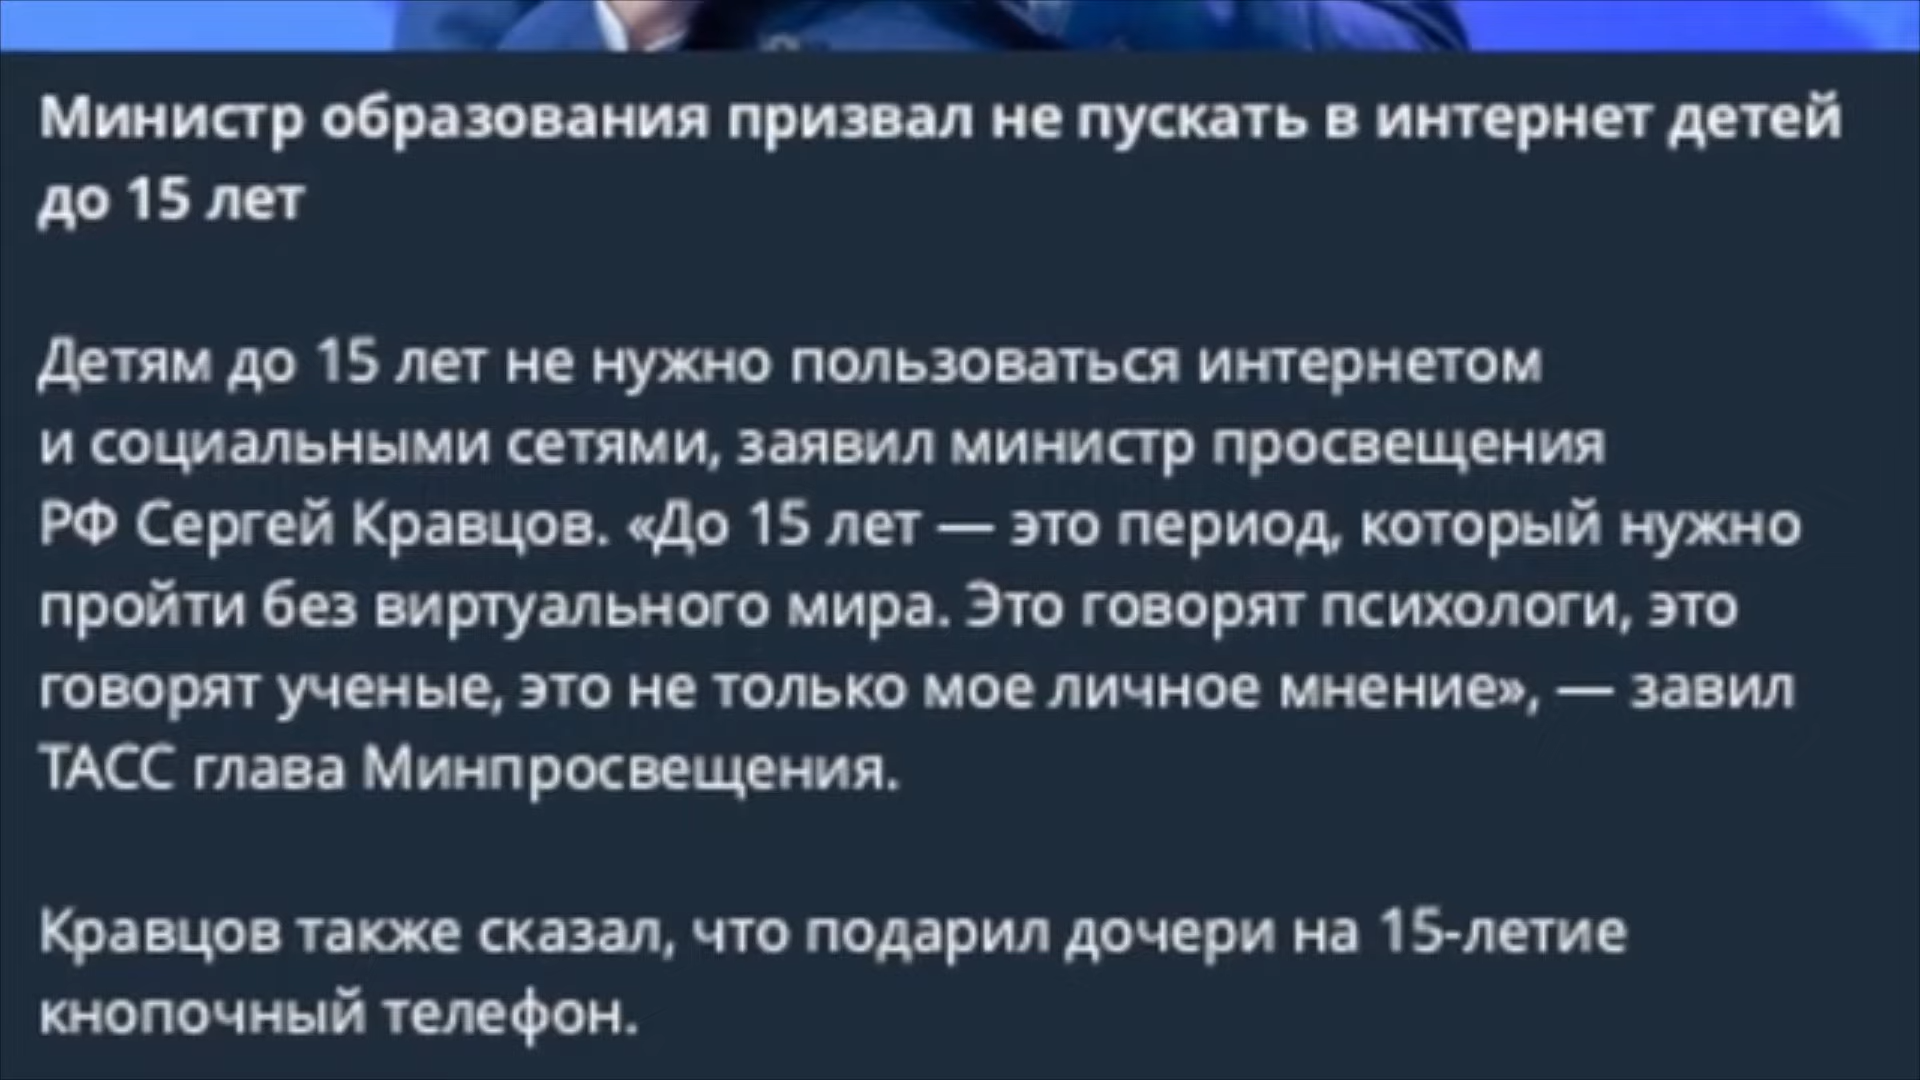 Министр образования призвал не пускать в интернет детей
до 15 лет
Детям до 15 лет не нужно пользоваться интернетом
и социальными сетями, заявил министр просвещения
РФ Сергей Кравцов. «До 15 лет — это период, который нужно
пройти без виртуального мира. Это говорят психологи, это
говорят ученые, это не только мое личное мнение», — завил
ТАСС глава Минпросвещения.
Кравцов также сказал, что подарил дочери на 15-летие
кнопочный телефон.